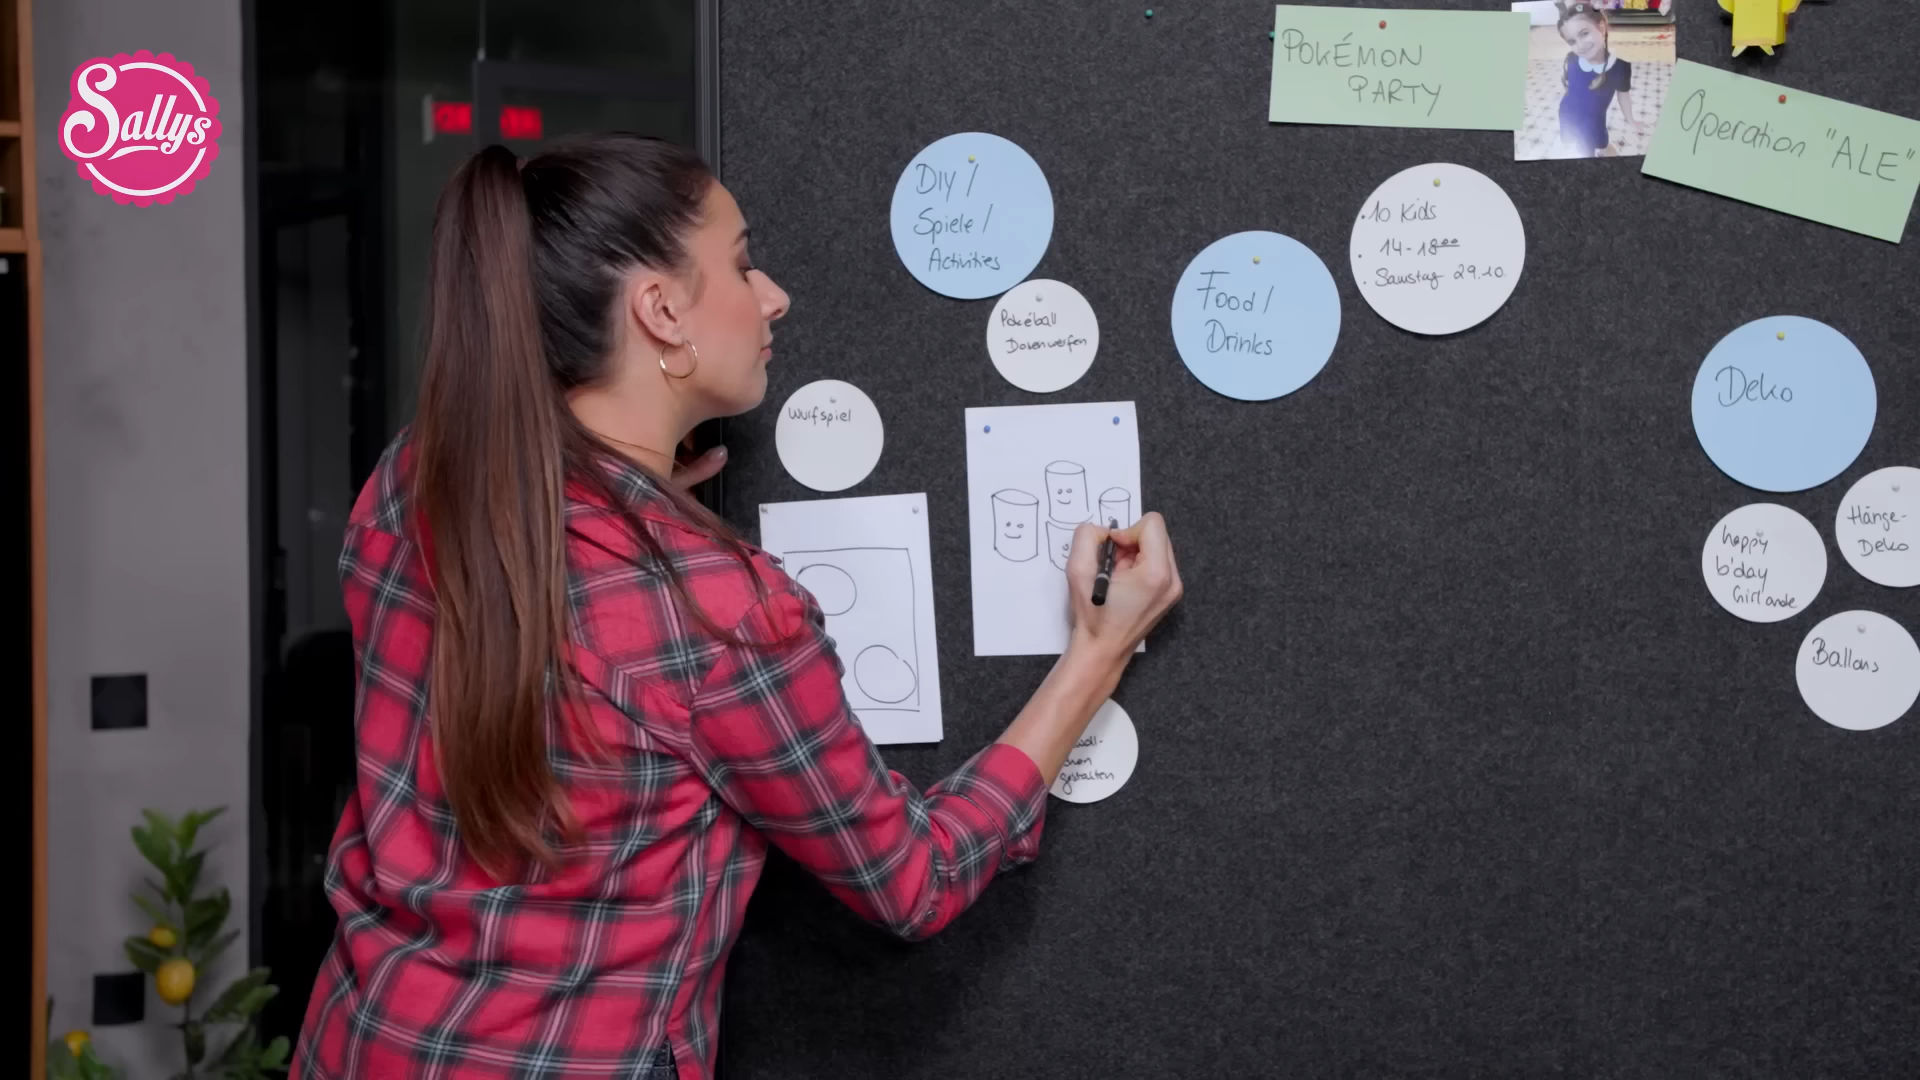 Sallys
POKÉMON
PARTY
Operation "ALE"
DIY /
Spiele /
Activities
Pokéball
Dosenwerfen
Wurfspiel
Food /
Drinks
• 10 Kids
• 14-18⁰⁰
• Samstag 29.10.
Deko
Hänge-
Deko
happy
b'day
Girlande
Ballons
gestalten